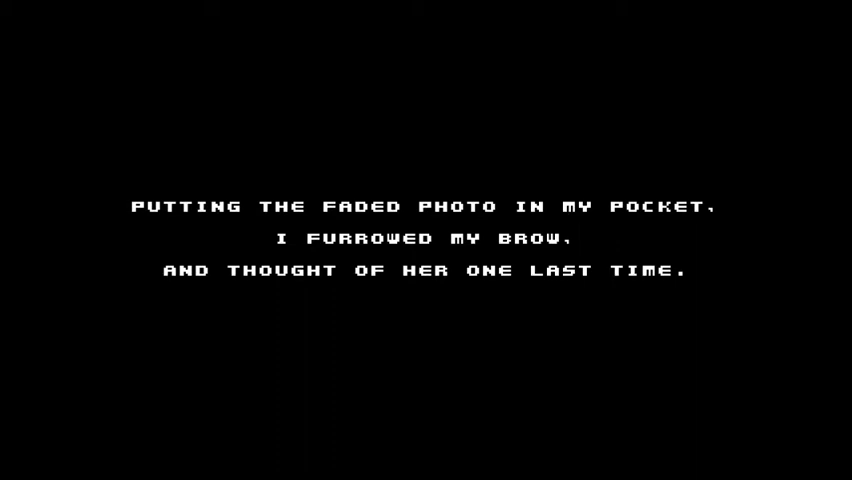 PUTTING THE FADED PHOTO IN MY POCKET,
I FURROWED MY BROW,
AND THOUGHT OF HER ONE LAST TIME.